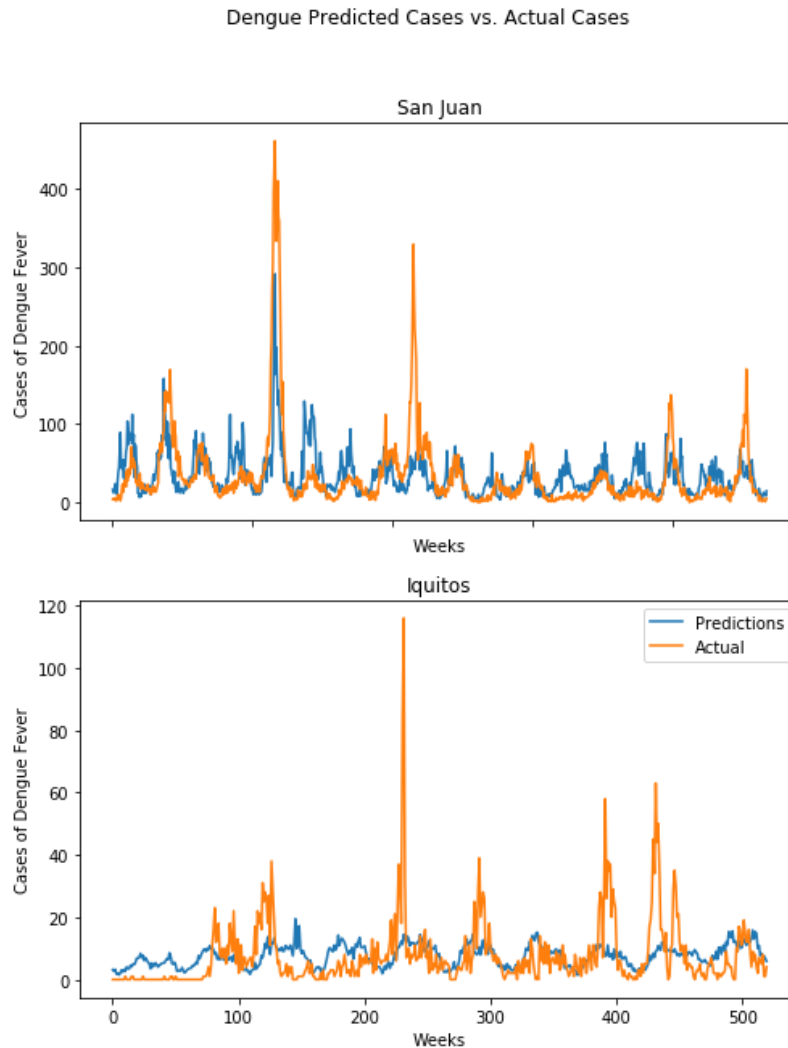 Dengue Predicted Cases vs. Actual Cases
San Juan
Cases of Dengue Fever
400
300
200
100
0
Weeks
Iquitos
Cases of Dengue Fever
120
100
80
60
40
20
0
Predictions
Actual
0 100 200 300 400 500
Weeks